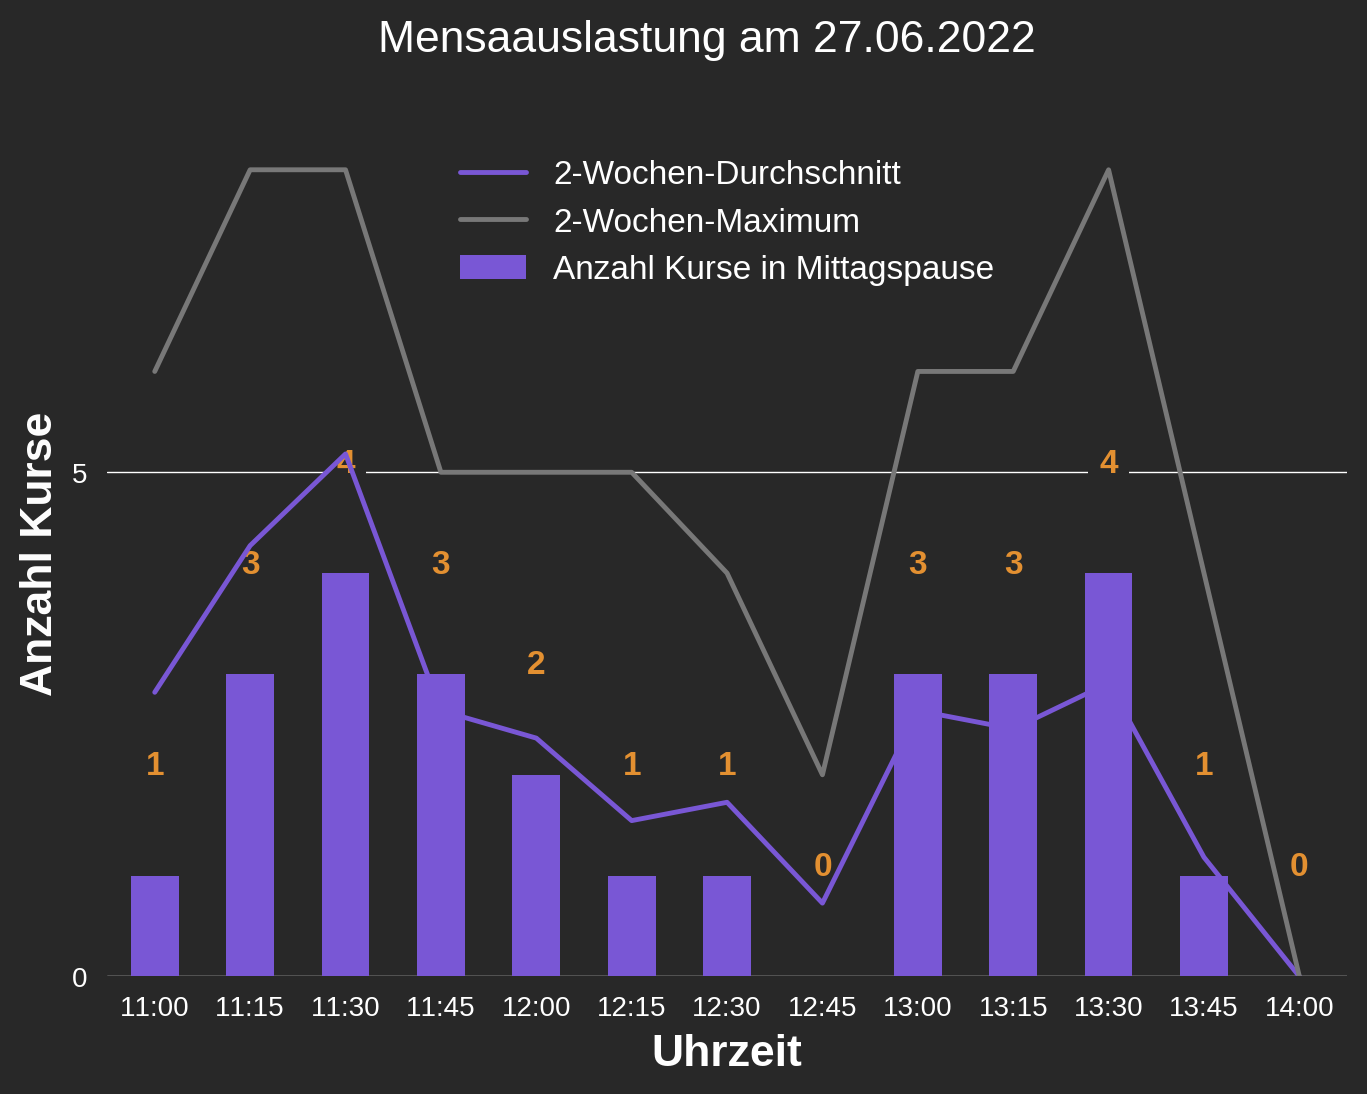 Mensaauslastung am 27.06.2022
2-Wochen-Durchschnitt
2-Wochen-Maximum
Anzahl Kurse in Mittagspause
Anzahl Kurse
5
0
1
3
4
3
2
1
1
0
3
3
4
1
0
11:00 11:15 11:30 11:45 12:00 12:15 12:30 12:45 13:00 13:15 13:30 13:45 14:00
Uhrzeit